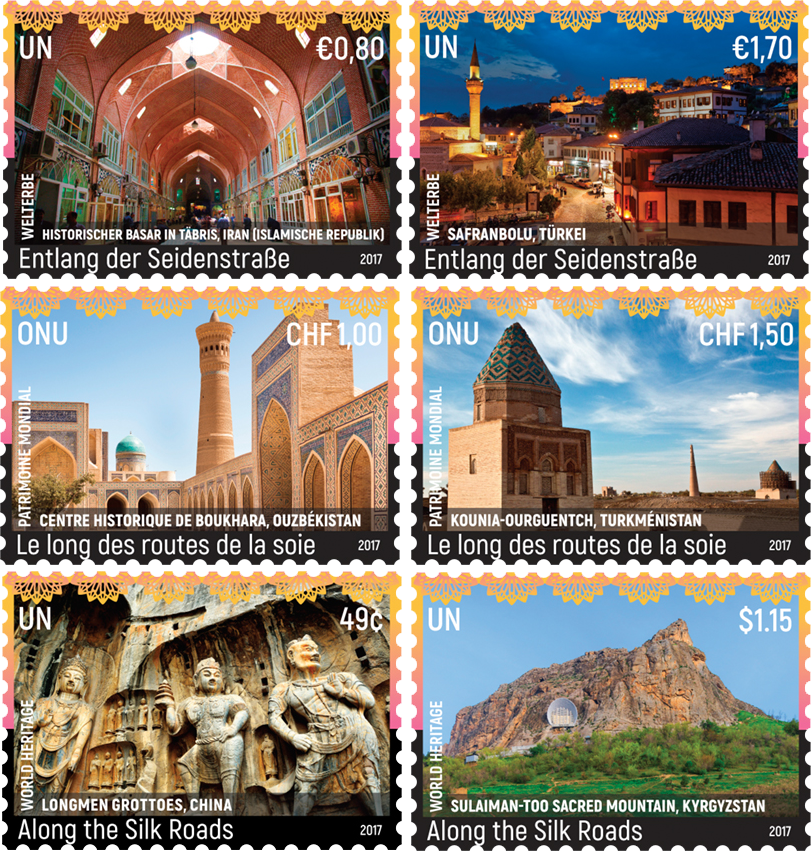 UN €0,80
WELTERBE
HISTORISCHER BASAR IN TÄBRIS, IRAN (ISLAMISCHE REPUBLIK)
Entlang der Seidenstraße 2017
UN €1,70
WELTERBE
SAFRANBOLU, TÜRKEI
Entlang der Seidenstraße 2017
ONU CHF 1,00
PATRIMOINE MONDIAL
CENTRE HISTORIQUE DE BOUKHARA, OUZBÉKISTAN
Le long des routes de la soie 2017
ONU CHF 1,50
PATRIMOINE MONDIAL
KOUNIA-OURGUENTCH, TURKMÉNISTAN
Le long des routes de la soie 2017
UN 49¢
WORLD HERITAGE
LONGMEN GROTTOES, CHINA
Along the Silk Roads 2017
UN $1.15
WORLD HERITAGE
SULAIMAN-TOO SACRED MOUNTAIN, KYRGYZSTAN
Along the Silk Roads 2017